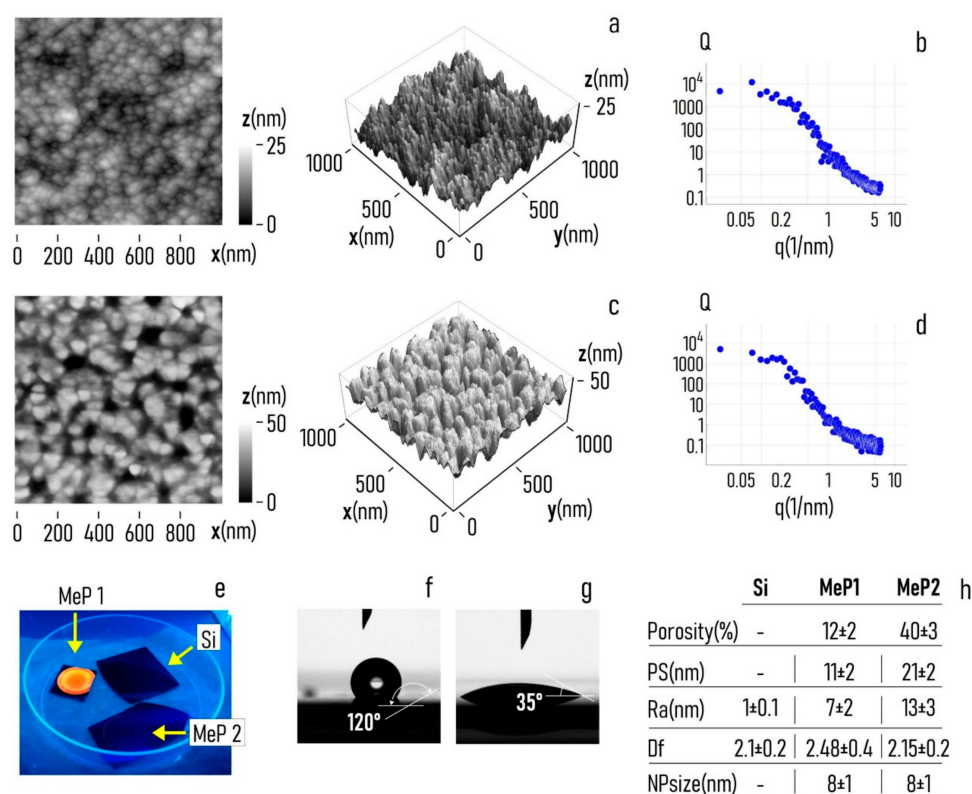 a
z(nm)
25
0
0 200 400 600 800 x(nm)
z(nm)
25
1000
500
x(nm)
0
0
500
y(nm)
1000
b
Q
10⁴
1000
100
10
1
0.1
0.05 0.2 1 5 10
q(1/nm)
c
z(nm)
50
0
0 200 400 600 800 x(nm)
z(nm)
50
1000
500
x(nm)
0
0
500
y(nm)
1000
d
Q
10⁴
1000
100
10
1
0.1
0.05 0.2 1 5 10
q(1/nm)
e
MeP 1
Si
MeP 2
f
120°
g
35°
h
Si MeP1 MeP2
Porosity(%) - 12±2 40±3
PS(nm) - 11±2 21±2
Ra(nm) 1±0.1 7±2 13±3
Df 2.1±0.2 2.48±0.4 2.15±0.2
NPsize(nm) - 8±1 8±1